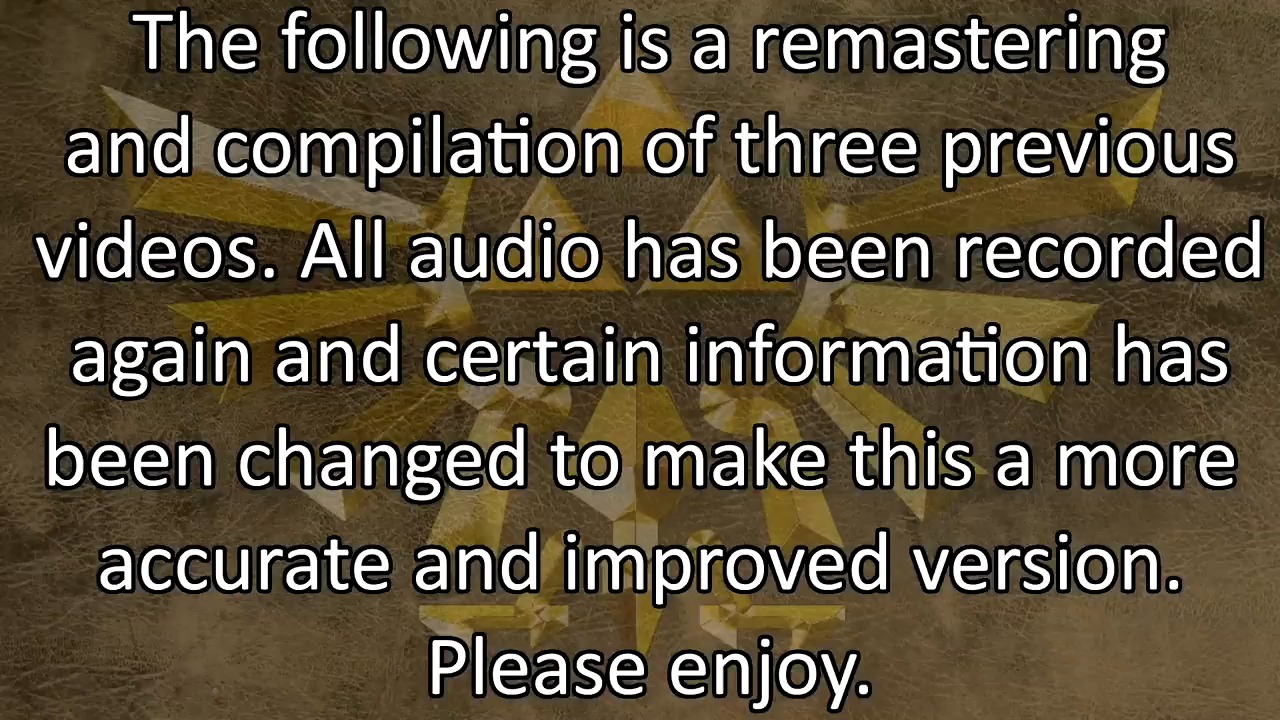 The following is a remastering
and compilation of three previous
videos. All audio has been recorded
again and certain information has
been changed to make this a more
accurate and improved version.
Please enjoy.